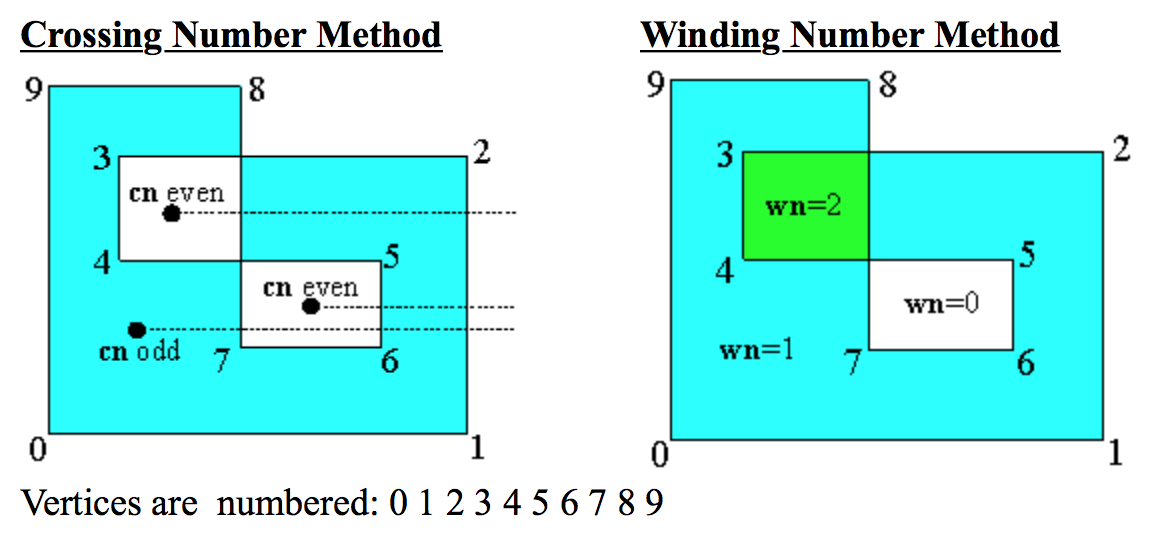 Crossing Number Method
9
8
3
2
cn even
4
5
cn even
cn odd
7
6
0
1
Winding Number Method
9
8
3
2
wn=2
4
5
wn=0
wn=1
7
6
0
1
Vertices are numbered: 0 1 2 3 4 5 6 7 8 9